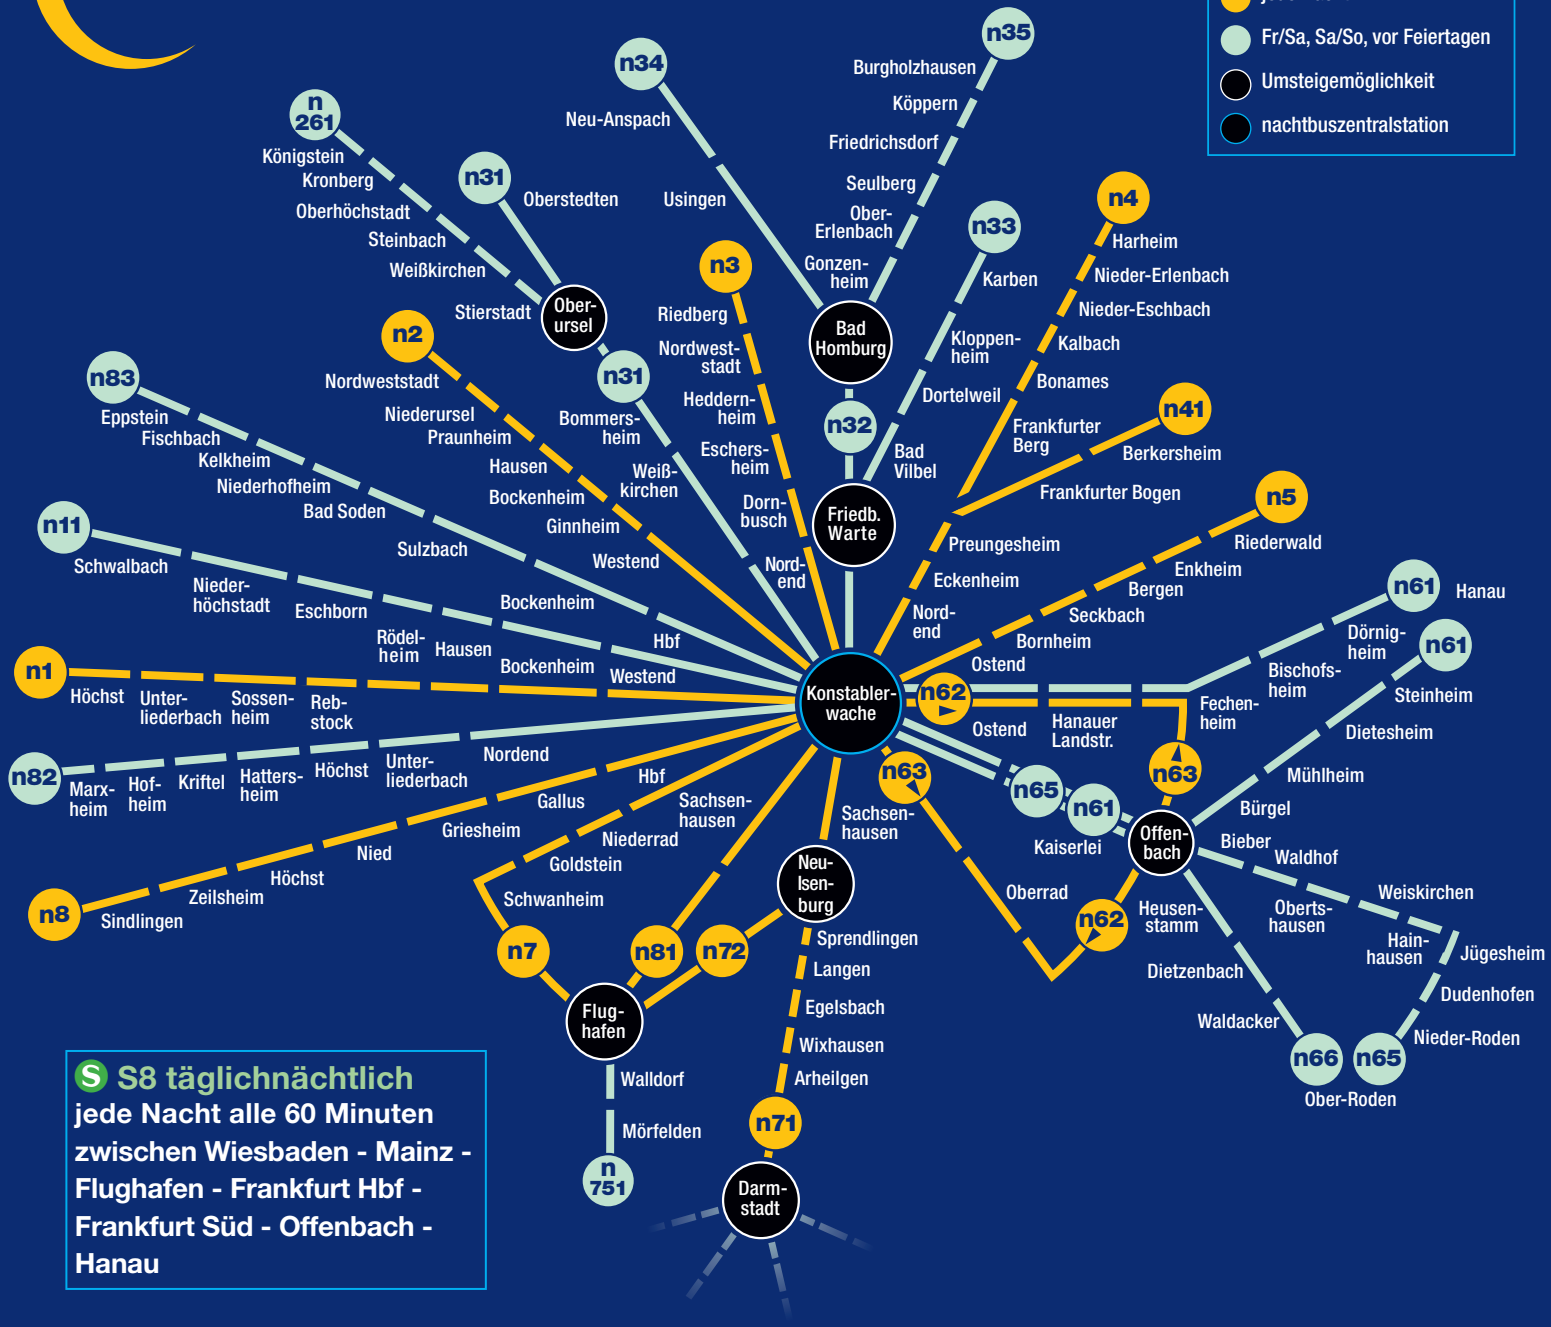 Fr/Sa, Sa/So, vor Feiertagen
Umsteigemöglichkeit
nachtbuszentralstation
n35
Burgholzhausen
Köppern
Friedrichsdorf
Seulberg
Ober-
Erlenbach
Gonzen-
heim
n34
Neu-Anspach
Usingen
n
261
Königstein
Kronberg
Oberhöchstadt
Steinbach
Weißkirchen
Stierstadt
n31
Oberstedten
Ober-
ursel
n31
Bommers-
heim
Weiß-
kirchen
n3
Riedberg
Nordwest-
stadt
Heddern-
heim
Eschers-
heim
Dorn-
busch
Nord-
end
Bad
Homburg
n32
Friedb.
Warte
n33
Karben
Kloppen-
heim
Dortelweil
Bad
Vilbel
n4
Harheim
Nieder-Erlenbach
Nieder-Eschbach
Kalbach
Bonames
Frankfurter
Berg
n41
Berkersheim
Frankfurter Bogen
Preungesheim
Eckenheim
Nord-
end
n5
Riederwald
Enkheim
Bergen
Seckbach
Bornheim
Ostend
n2
Nordweststadt
Niederursel
Praunheim
Hausen
Bockenheim
Ginnheim
Westend
n83
Eppstein
Fischbach
Kelkheim
Niederhofheim
Bad Soden
Sulzbach
Bockenheim
Hbf
n11
Schwalbach
Nieder-
höchstadt
Eschborn
Rödel-
heim
Hausen
Bockenheim
Westend
n1
Höchst
Unter-
liederbach
Sossen-
heim
Reb-
stock
n82
Marx-
heim
Hof-
heim
Kriftel
Hatters-
heim
Höchst
Unter-
liederbach
Nordend
n8
Sindlingen
Zeilsheim
Höchst
Nied
Griesheim
Gallus
Hbf
Konstabler-
wache
n62
Ostend
Hanauer
Landstr.
Fechen-
heim
n61
Hanau
Dörnig-
heim
Bischofs-
heim
n61
Steinheim
Dietesheim
Mühlheim
Bürgel
n63
n63
n65
n61
Kaiserlei
Offen-
bach
Bieber
Waldhof
Weiskirchen
Oberts-
hausen
Hain-
hausen
Jügesheim
Dudenhofen
Nieder-Roden
n65
n66
Ober-Roden
Heusen-
stamm
Dietzenbach
Waldacker
Oberrad
n62
Sachsen-
hausen
Niederrad
Goldstein
Schwanheim
n7
n81
n72
Flug-
hafen
Walldorf
Mörfelden
n
751
Sachsen-
hausen
Neu-
Isen-
burg
Sprendlingen
Langen
Egelsbach
Wixhausen
Arheilgen
n71
Darm-
stadt
S S8 täglichnächtlich
jede Nacht alle 60 Minuten
zwischen Wiesbaden - Mainz -
Flughafen - Frankfurt Hbf -
Frankfurt Süd - Offenbach -
Hanau